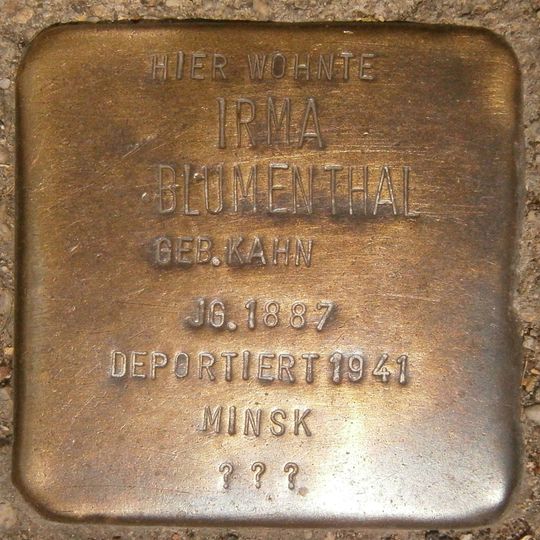 HIER WOHNTE
IRMA
BLUMENTHAL
GEB. KAHN
JG. 1887
DEPORTIERT 1941
MINSK
? ? ?